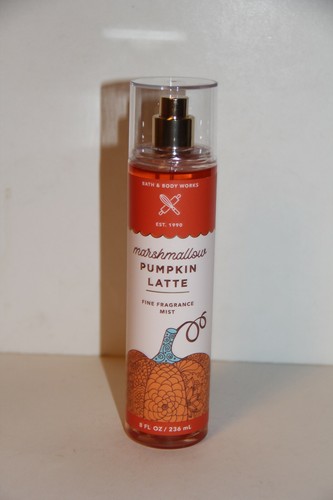 BATH & BODY WORKS
EST. 1990
marshmallow
PUMPKIN
LATTE
FINE FRAGRANCE
MIST
8 FL OZ / 236 mL